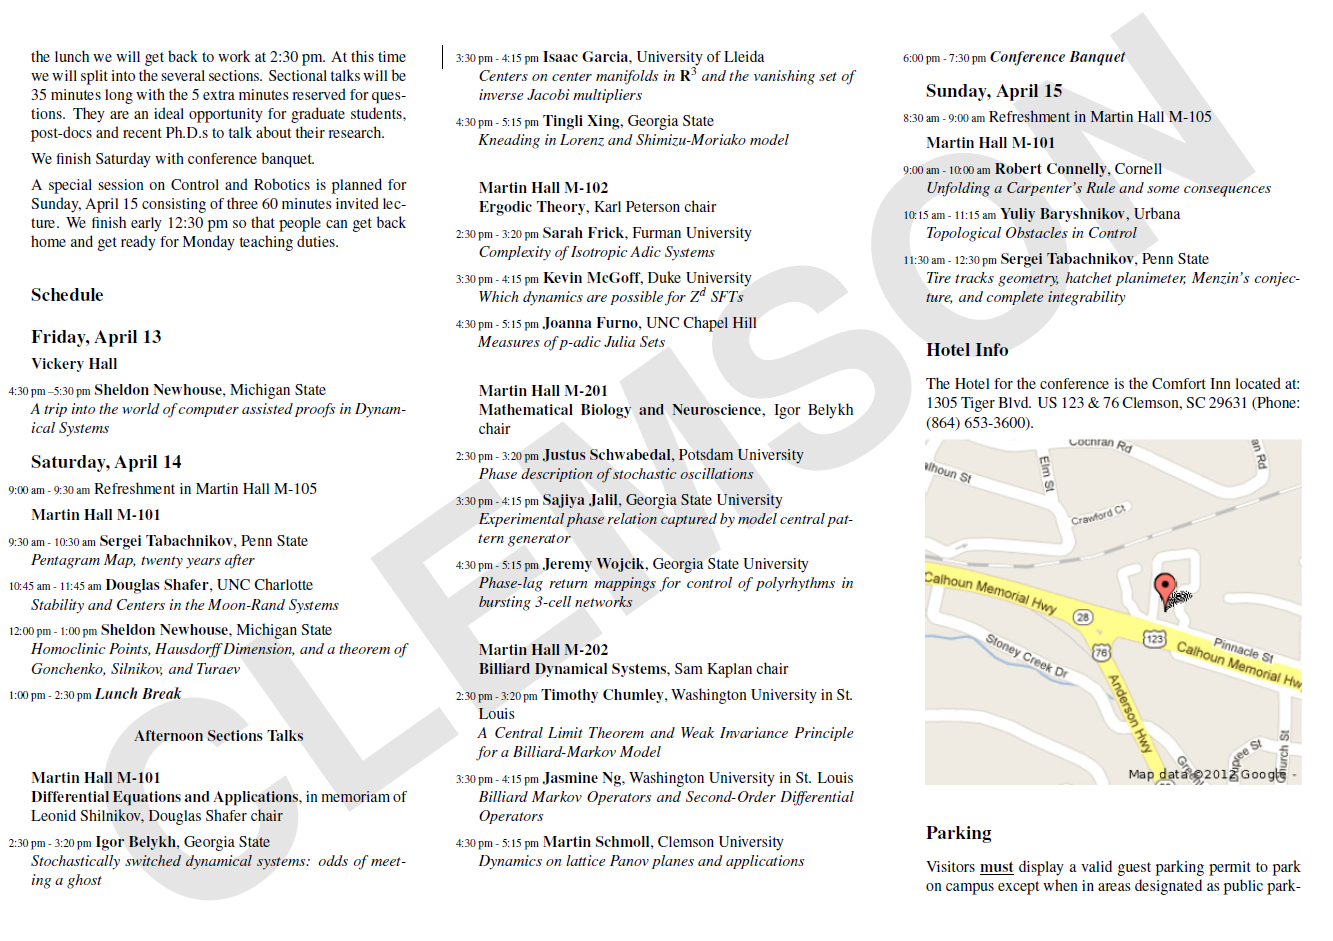 the lunch we will get back to work at 2:30 pm. At this time
we will split into the several sections. Sectional talks will be
35 minutes long with the 5 extra minutes reserved for ques-
tions. They are an ideal opportunity for graduate students,
post-docs and recent Ph.D.s to talk about their research.
We finish Saturday with conference banquet.
A special session on Control and Robotics is planned for
Sunday, April 15 consisting of three 60 minutes invited lec-
ture. We finish early 12:30 pm so that people can get back
home and get ready for Monday teaching duties.
Schedule
Friday, April 13
Vickery Hall
4:30 pm –5:30 pm Sheldon Newhouse, Michigan State
A trip into the world of computer assisted proofs in Dynam-
ical Systems
Saturday, April 14
9:00 am - 9:30 am Refreshment in Martin Hall M-105
Martin Hall M-101
9:30 am - 10:30 am Sergei Tabachnikov, Penn State
Pentagram Map, twenty years after
10:45 am - 11:45 am Douglas Shafer, UNC Charlotte
Stability and Centers in the Moon-Rand Systems
12:00 pm - 1:00 pm Sheldon Newhouse, Michigan State
Homoclinic Points, Hausdorff Dimension, and a theorem of
Gonchenko, Silnikov, and Turaev
1:00 pm - 2:30 pm Lunch Break
Afternoon Sections Talks
Martin Hall M-101
Differential Equations and Applications, in memoriam of
Leonid Shilnikov, Douglas Shafer chair
2:30 pm - 3:20 pm Igor Belykh, Georgia State
Stochastically switched dynamical systems: odds of meet-
ing a ghost
3:30 pm - 4:15 pm Isaac Garcia, University of Lleida
Centers on center manifolds in R³ and the vanishing set of
inverse Jacobi multipliers
4:30 pm - 5:15 pm Tingli Xing, Georgia State
Kneading in Lorenz and Shimizu-Moriako model
Martin Hall M-102
Ergodic Theory, Karl Peterson chair
2:30 pm - 3:20 pm Sarah Frick, Furman University
Complexity of Isotropic Adic Systems
3:30 pm - 4:15 pm Kevin McGoff, Duke University
Which dynamics are possible for Z^d SFTs
4:30 pm - 5:15 pm Joanna Furno, UNC Chapel Hill
Measures of p-adic Julia Sets
Martin Hall M-201
Mathematical Biology and Neuroscience, Igor Belykh
chair
2:30 pm - 3:20 pm Justus Schwabedal, Potsdam University
Phase description of stochastic oscillations
3:30 pm - 4:15 pm Sajiya Jalil, Georgia State University
Experimental phase relation captured by model central pat-
tern generator
4:30 pm - 5:15 pm Jeremy Wojcik, Georgia State University
Phase-lag return mappings for control of polyrhythms in
bursting 3-cell networks
Martin Hall M-202
Billiard Dynamical Systems, Sam Kaplan chair
2:30 pm - 3:20 pm Timothy Chumley, Washington University in St.
Louis
A Central Limit Theorem and Weak Invariance Principle
for a Billiard-Markov Model
3:30 pm - 4:15 pm Jasmine Ng, Washington University in St. Louis
Billiard Markov Operators and Second-Order Differential
Operators
4:30 pm - 5:15 pm Martin Schmoll, Clemson University
Dynamics on lattice Panov planes and applications
6:00 pm - 7:30 pm Conference Banquet
Sunday, April 15
8:30 am - 9:00 am Refreshment in Martin Hall M-105
Martin Hall M-101
9:00 am - 10:00 am Robert Connelly, Cornell
Unfolding a Carpenter's Rule and some consequences
10:15 am - 11:15 am Yuliy Baryshnikov, Urbana
Topological Obstacles in Control
11:30 am - 12:30 pm Sergei Tabachnikov, Penn State
Tire tracks geometry, hatchet planimeter, Menzin's conjec-
ture, and complete integrability
Hotel Info
The Hotel for the conference is the Comfort Inn located at:
1305 Tiger Blvd. US 123 & 76 Clemson, SC 29631 (Phone:
(864) 653-3600).
Cochran Rd
an Rd
alhoun St
Elm St
Crawford Ct
Calhoun Memorial Hwy
28
123
76
Pinnacle St
Calhoun Memorial Hw
Stoney Creek Dr
Anderson Hwy
upree St
Church St
Map data ©2012 Google -
Parking
Visitors must display a valid guest parking permit to park
on campus except when in areas designated as public park-
CLEMSON